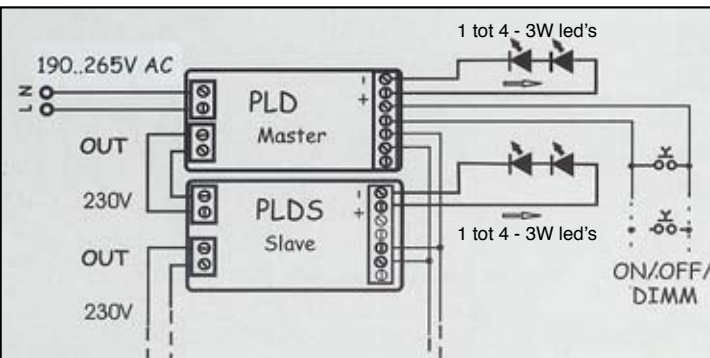 1 tot 4 - 3W led's
190..265V AC
L N
PLD
Master
-
+
OUT
230V
PLDS
Slave
-
+
1 tot 4 - 3W led's
OUT
230V
ON/.OFF/
DIMM